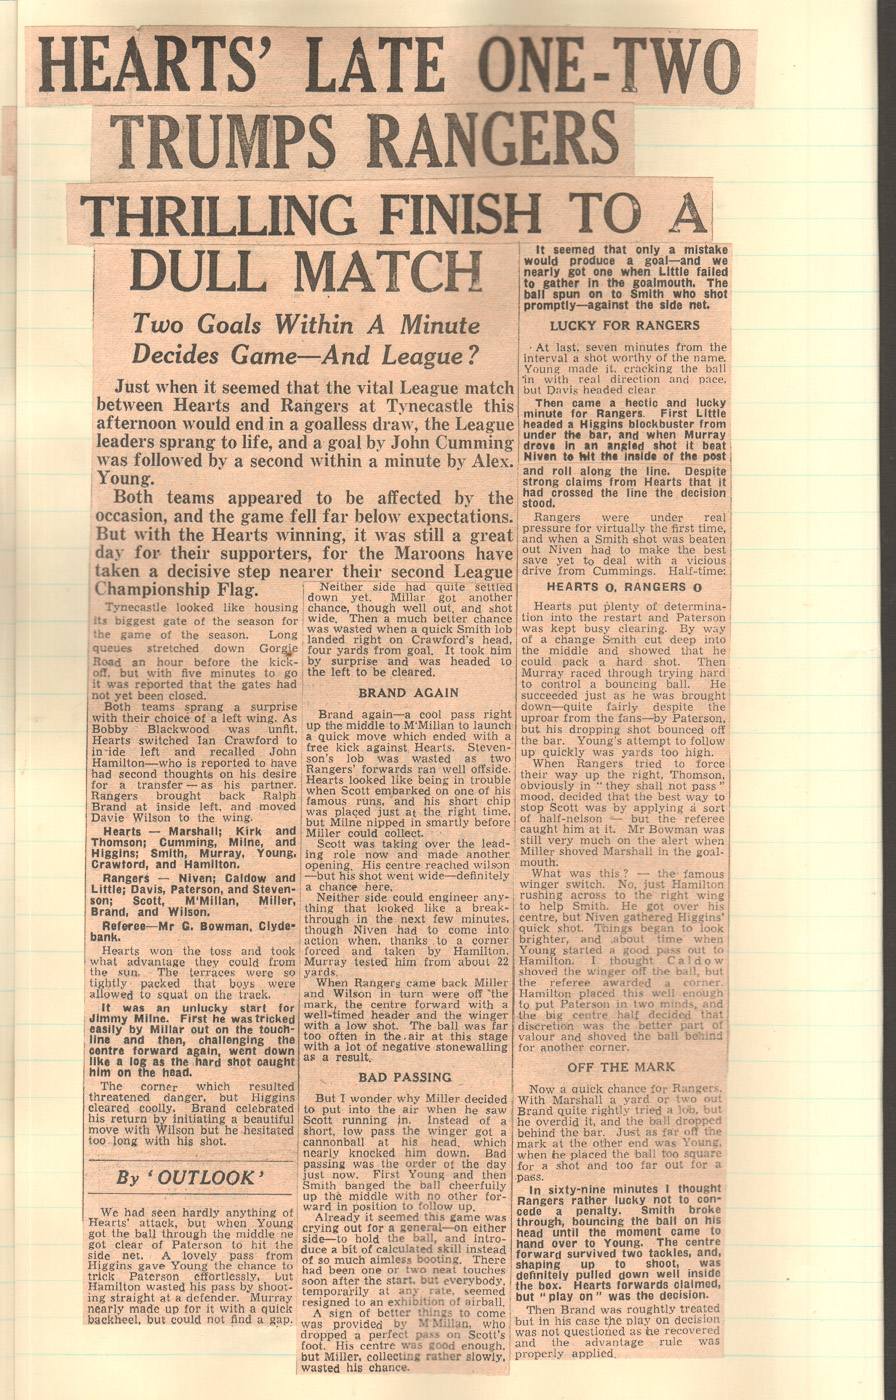 HEARTS' LATE ONE-TWO
TRUMPS RANGERS
THRILLING FINISH TO A
DULL MATCH
Two Goals Within A Minute
Decides Game—And League?
Just when it seemed that the vital League match
between Hearts and Rangers at Tynecastle this
afternoon would end in a goalless draw, the League
leaders sprang to life, and a goal by John Cumming
was followed by a second within a minute by Alex.
Young.
Both teams appeared to be affected by the
occasion, and the game fell far below expectations.
But with the Hearts winning, it was still a great
day for their supporters, for the Maroons have
taken a decisive step nearer their second League
Championship Flag.
Tynecastle looked like housing
its biggest gate of the season for
the game of the season. Long
queues stretched down Gorgie
Road an hour before the kick-
off, but with five minutes to go
it was reported that the gates had
not yet been closed.
Both teams sprang a surprise
with their choice of a left wing. As
Bobby Blackwood was unfit,
Hearts switched Ian Crawford to
in-ide left and recalled John
Hamilton—who is reported to have
had second thoughts on his desire
for a transfer—as his partner.
Rangers brought back Ralph
Brand at inside left, and moved
Davie Wilson to the wing.
Hearts — Marshall; Kirk and
Thomson; Cumming, Milne, and
Higgins; Smith, Murray, Young,
Crawford, and Hamilton.
Rangers — Niven; Caldow and
Little; Davis, Paterson, and Steven-
son; Scott, M'Millan, Miller,
Brand, and Wilson.
Referee—Mr G. Bowman, Clyde-
bank.
Hearts won the toss and took
what advantage they could from
the sun. The terraces were so
tightly packed that boys were
allowed to squat on the track.
It was an unlucky start for
Jimmy Milne. First he was tricked
easily by Millar out on the touch-
line and then, challenging the
centre forward again, went down
like a log as the hard shot caught
him on the head.
The corner which resulted
threatened danger, but Higgins
cleared coolly. Brand celebrated
his return by initiating a beautiful
move with Wilson but he hesitated
too long with his shot.
By 'OUTLOOK'
We had seen hardly anything of
Hearts' attack, but when Young
got the ball through the middle he
got clear of Paterson to hit the
side net. A lovely pass from
Higgins gave Young the chance to
trick Paterson effortlessly, but
Hamilton wasted his pass by shoot-
ing straight at a defender. Murray
nearly made up for it with a quick
backheel, but could not find a gap.
Neither side had quite settled
down yet. Millar got another
chance, though well out, and shot
wide. Then a much better chance
was wasted when a quick Smith lob
landed right on Crawford's head,
four yards from goal. It took him
by surprise and was headed to
the left to be cleared.
BRAND AGAIN
Brand again—a cool pass right
up the middle to M'Millan to launch
a quick move which ended with a
free kick against Hearts. Steven-
son's lob was wasted as two
Rangers' forwards ran well offside.
Hearts looked like being in trouble
when Scott embarked on one of his
famous runs, and his short chip
was placed just at the right time,
but Milne nipped in smartly before
Miller could collect.
Scott was taking over the lead-
ing role now and made another
opening. His centre reached wilson
—but his shot went wide—definitely
a chance here.
Neither side could engineer any-
thing that looked like a break-
through in the next few minutes,
though Niven had to come into
action when, thanks to a corner
forced and taken by Hamilton,
Murray tested him from about 22
yards.
When Rangers came back Miller
and Wilson in turn were off the
mark, the centre forward with a
well-timed header and the winger
with a low shot. The ball was far
too often in the air at this stage
with a lot of negative stonewalling
as a result.
BAD PASSING
But I wonder why Miller decided
to put into the air when he saw
Scott running in. Instead of a
short, low pass the winger got a
cannonball at his head, which
nearly knocked him down. Bad
passing was the order of the day
just now. First Young and then
Smith banged the ball cheerfully
up the middle with no other for-
ward in position to follow up.
Already it seemed this game was
crying out for a general—on either
side—to hold the ball, and intro-
duce a bit of calculated skill instead
of so much aimless booting. There
had been one or two neat touches
soon after the start, but everybody,
temporarily at any rate, seemed
resigned to an exhibition of airball.
A sign of better things to come
was provided by M'Millan, who
dropped a perfect pass on Scott's
foot. His centre was good enough,
but Miller, collecting rather slowly,
wasted his chance.
It seemed that only a mistake
would produce a goal—and we
nearly got one when Little failed
to gather in the goalmouth. The
ball spun on to Smith who shot
promptly—against the side net.
LUCKY FOR RANGERS
At last, seven minutes from the
interval a shot worthy of the name.
Young made it, cracking the ball
in with real direction and pace,
but Davis headed clear
Then came a hectic and lucky
minute for Rangers. First Little
headed a Higgins blockbuster from
under the bar, and when Murray
drove in an angled shot it beat
Niven to hit the inside of the post
and roll along the line. Despite
strong claims from Hearts that it
had crossed the line the decision
stood.
Rangers were under real
pressure for virtually the first time,
and when a Smith shot was beaten
out Niven had to make the best
save yet to deal with a vicious
drive from Cummings. Half-time:
HEARTS 0, RANGERS 0
Hearts put plenty of determina-
tion into the restart and Paterson
was kept busy clearing. By way
of a change Smith cut deep into
the middle and showed that he
could pack a hard shot. Then
Murray raced through trying hard
to control a bouncing ball. He
succeeded just as he was brought
down—quite fairly despite the
uproar from the fans—by Paterson,
but his dropping shot bounced off
the bar. Young's attempt to follow
up quickly was yards too high.
When Rangers tried to force
their way up the right, Thomson,
obviously in "they shall not pass"
mood, decided that the best way to
stop Scott was by applying a sort
of half-nelson — but the referee
caught him at it. Mr Bowman was
still very much on the alert when
Miller shoved Marshall in the goal-
mouth.
What was this? — the famous
winger switch. No, just Hamilton
rushing across to the right wing
to help Smith. He got over his
centre, but Niven gathered Higgins'
quick shot. Things began to look
brighter, and about time when
Young started a good pass out to
Hamilton. I thought Caldow
shoved the winger off the ball, but
the referee awarded a corner.
Hamilton placed this well enough
to put Paterson in two minds, and
the big centre half decided that
discretion was the better part of
valour and shoved the ball behind
for another corner.
OFF THE MARK
Now a quick chance for Rangers.
With Marshall a yard or two out
Brand quite rightly tried a lob, but
he overdid it, and the ball dropped
behind the bar. Just as far off the
mark at the other end was Young,
when he placed the ball too square
for a shot and too far out for a
pass.
In sixty-nine minutes I thought
Rangers rather lucky not to con-
cede a penalty. Smith broke
through, bouncing the ball on his
head until the moment came to
hand over to Young. The centre
forward survived two tackles, and,
shaping up to shoot, was
definitely pulled down well inside
the box. Hearts forwards claimed,
but "play on" was the decision.
Then Brand was roughtly treated
but in his case the play on decision
was not questioned as he recovered
and the advantage rule was
properly applied.